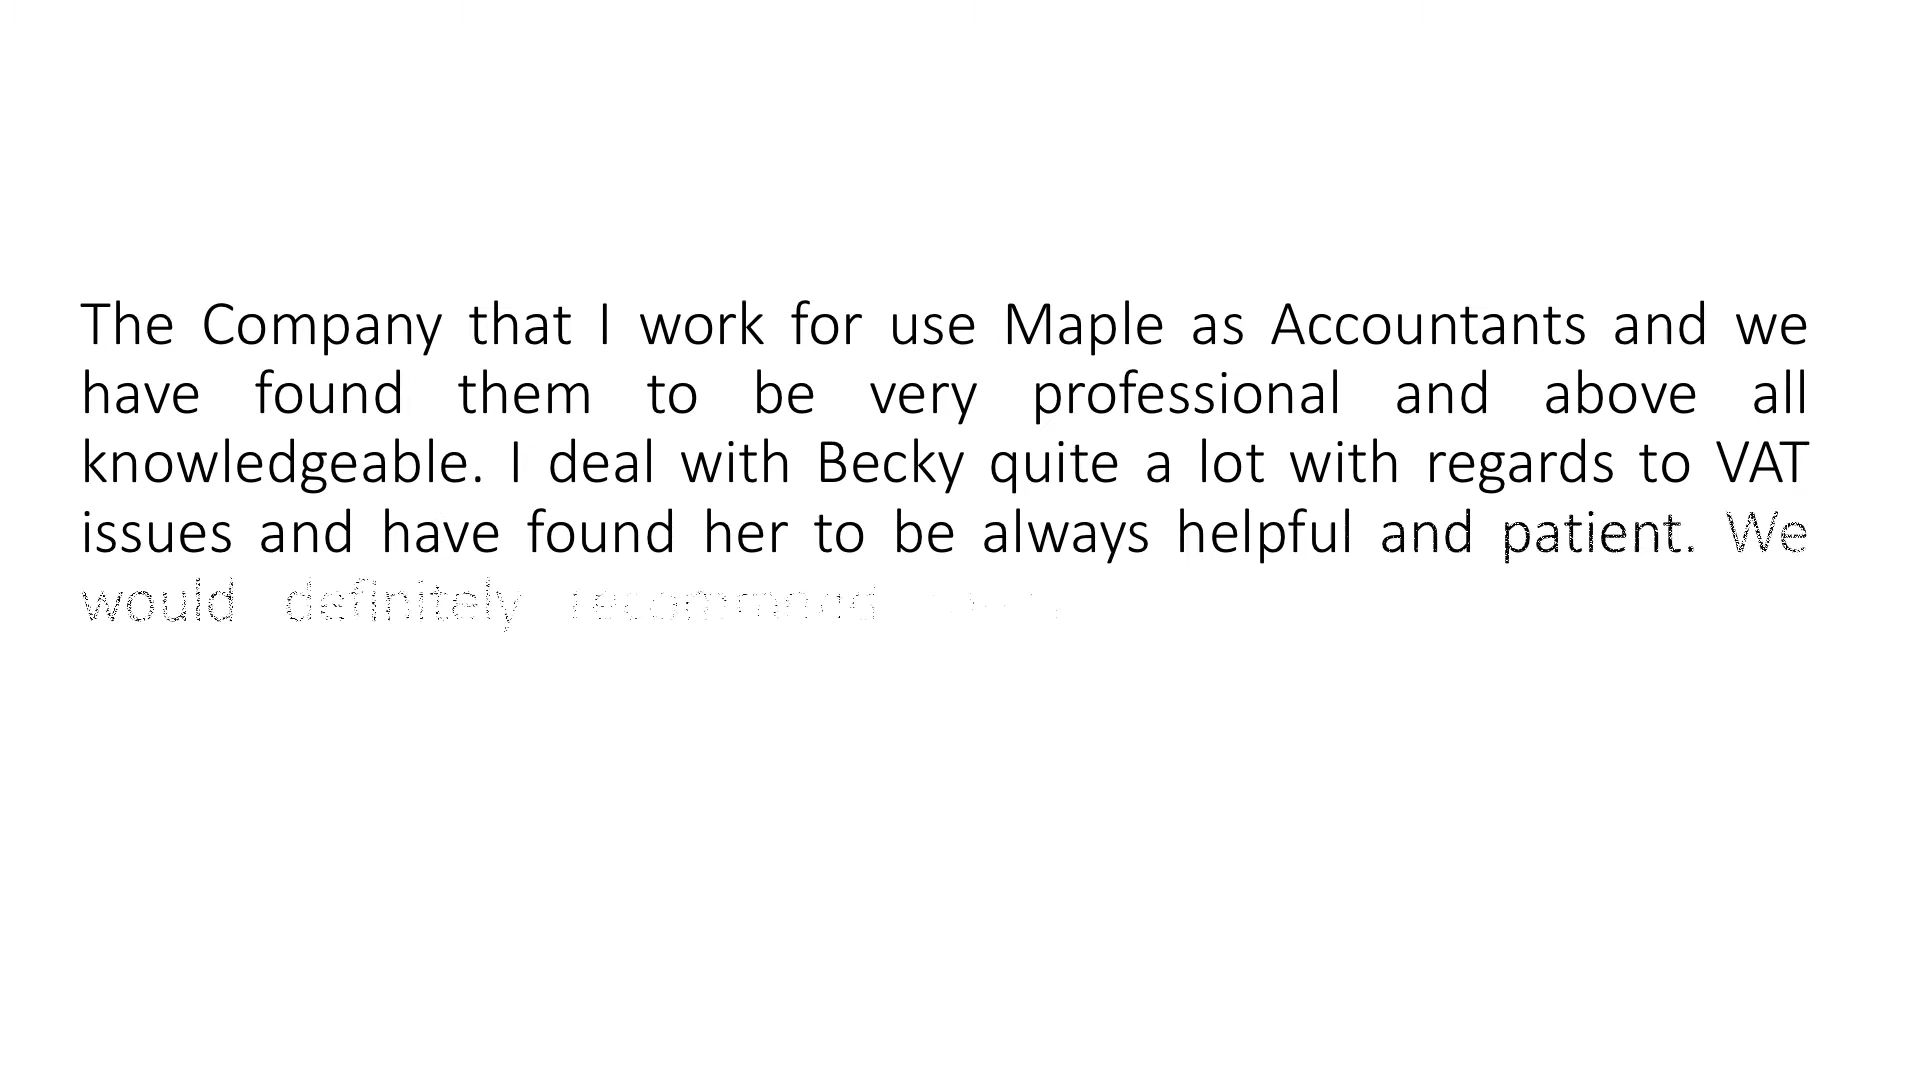 The Company that I work for use Maple as Accountants and we
have found them to be very professional and above all
knowledgeable. I deal with Becky quite a lot with regards to VAT
issues and have found her to be always helpful and patient. We
would definitely recommend